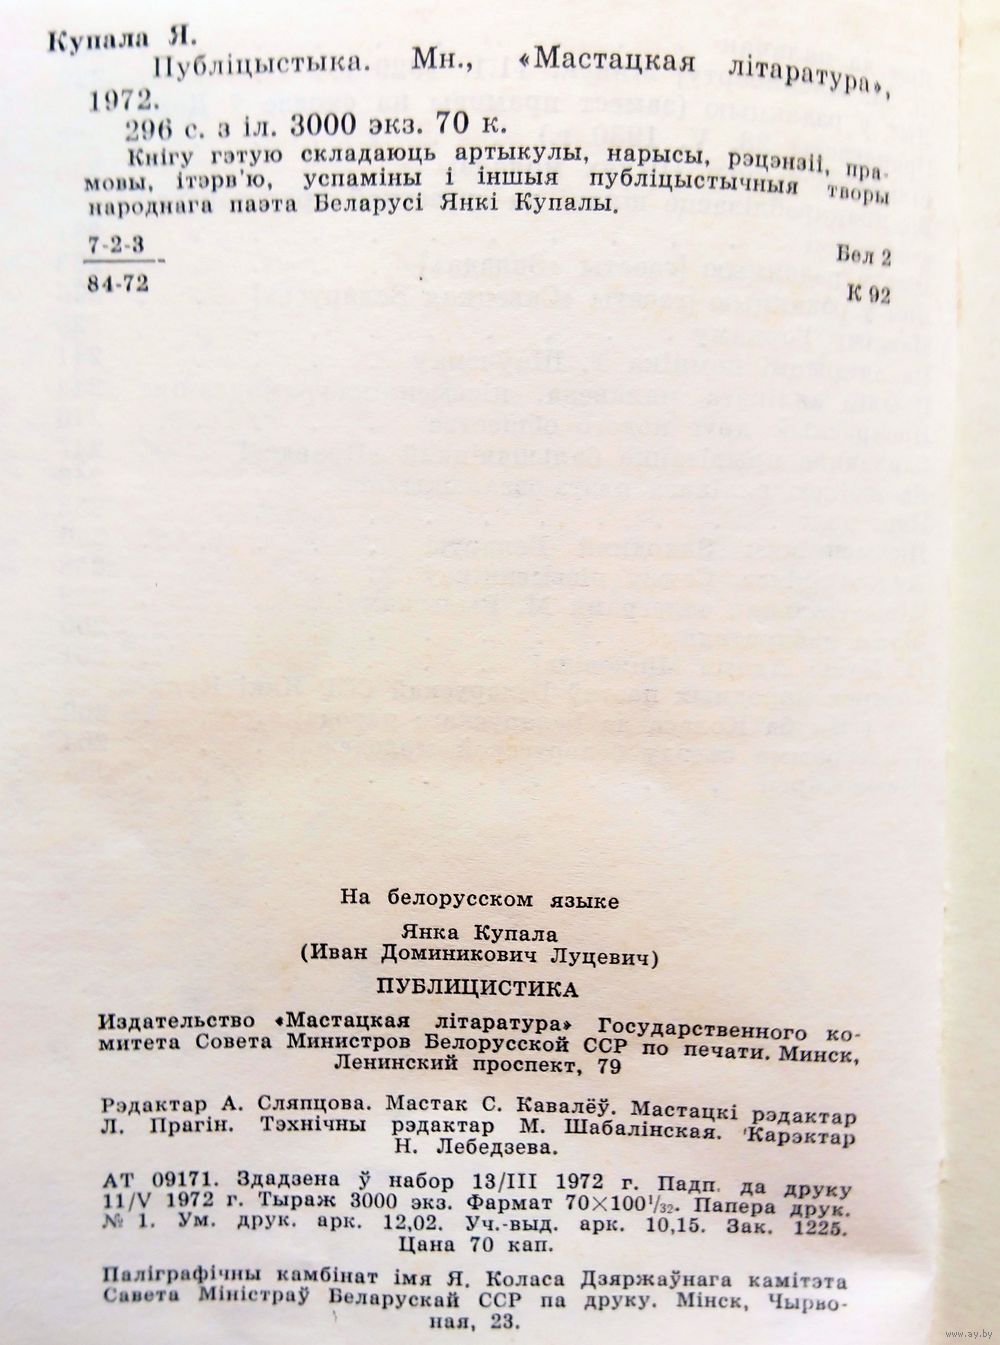 Купала Я.
Публіцыстыка. Мн., «Мастацкая літаратура»,
1972.
296 с. з іл. 3000 экз. 70 к.
Кнігу гэтую складаюць артыкулы, нарысы, рэцэнзіі, пра-
мовы, ітэрв'ю, успаміны і іншыя публіцыстычныя творы
народнага паэта Беларусі Янкі Купалы.
7-2-3
84-72
Бел 2
К 92
На белорусском языке
Янка Купала
(Иван Доминикович Луцевич)
ПУБЛИЦИСТИКА
Издательство «Мастацкая літаратура» Государственного ко-
митета Совета Министров Белорусской ССР по печати. Минск,
Ленинский проспект, 79
Рэдактар А. Сляпцова. Мастак С. Кавалёў. Мастацкі рэдактар
Л. Прагін. Тэхнічны рэдактар М. Шабалінская. Карэктар
Н. Лебедзева.
АТ 09171. Здадзена ў набор 13/III 1972 г. Падп. да друку
11/V 1972 г. Тыраж 3000 экз. Фармат 70×100¹/₃₂. Папера друк.
№ 1. Ум. друк. арк. 12,02. Уч.-выд. арк. 10,15. Зак. 1225.
Цана 70 кап.
Паліграфічны камбінат імя Я. Коласа Дзяржаўнага камітэта
Савета Міністраў Беларускай ССР па друку. Мінск, Чырво-
ная, 23.
www.ay.by